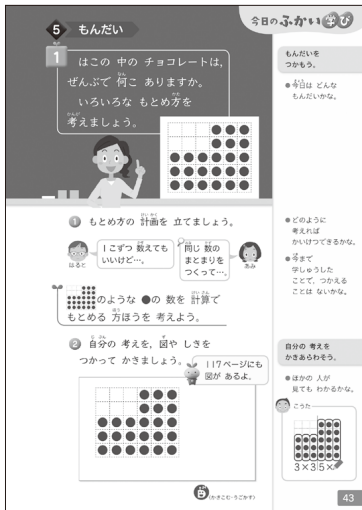 今日のふかい学び
5 もんだい
1 はこの 中の チョコレートは,
ぜんぶで 何こ ありますか。
いろいろな もとめ方を
考えましょう。
もんだいを
つかもう。
●今日は どんな
もんだいかな。
① もとめ方の 計画を 立てましょう。
1こずつ 数えても
いいけど…。
はると
同じ 数の
まとまりを
つくって…。
あみ
のような ●の 数を 計算で
もとめる 方ほうを 考えよう。
●どのように
考えれば
かいけつできるかな。
●今まで
学しゅうした
ことで,つかえる
ことは ないかな。
② 自分の 考えを, 図や しきを
つかって かきましょう。
117ページにも
図が あるよ。
自分の 考えを
かきあらわそう。
●ほかの 人が
見ても わかるかな。
こうた
3×3 5×
(かきこむ・うごかす)
43